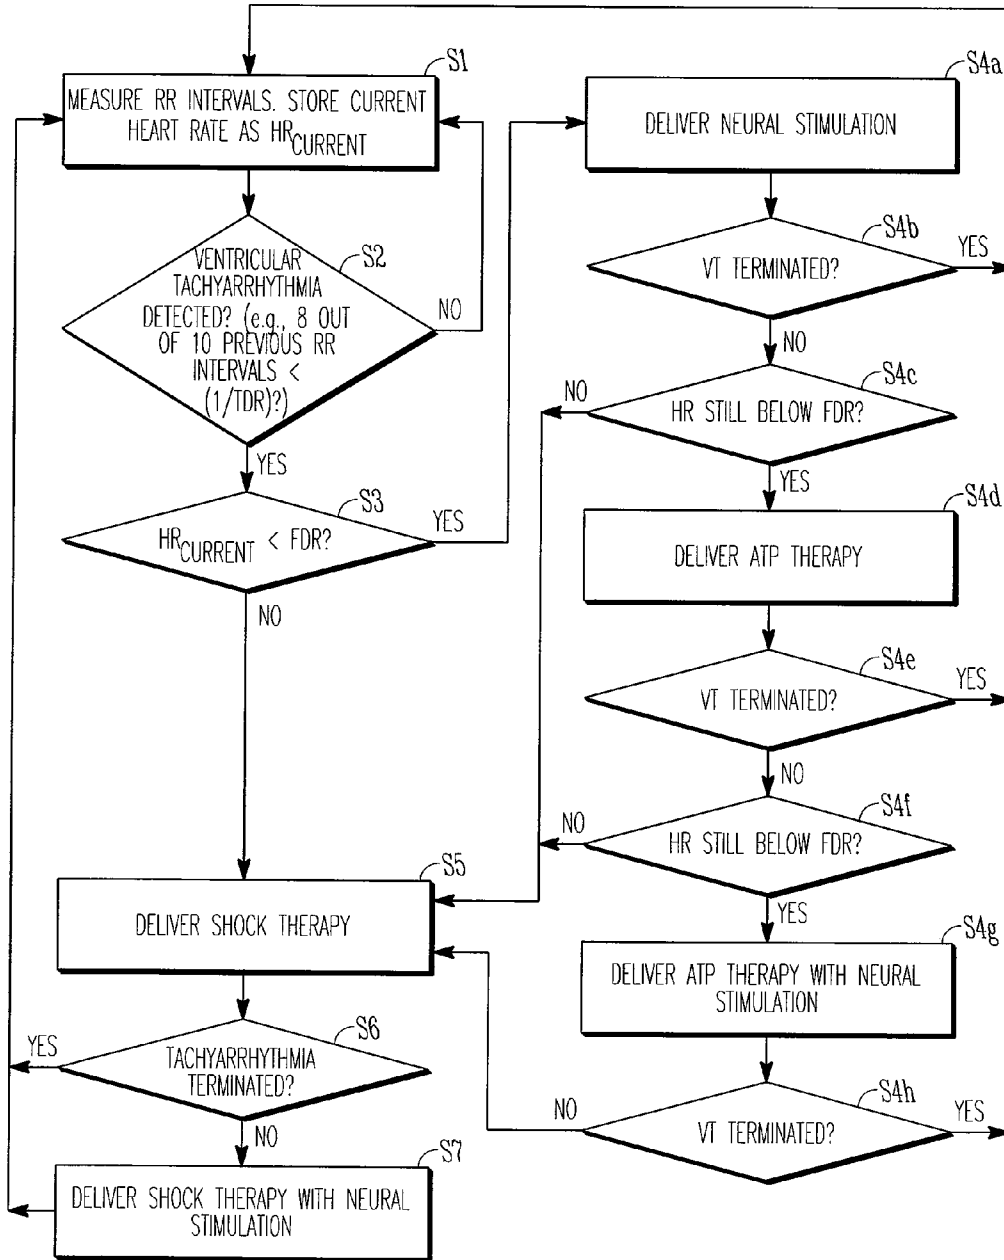 S1
MEASURE RR INTERVALS. STORE CURRENT
HEART RATE AS HRCURRENT
S2
VENTRICULAR
TACHYARRHYTHMIA
DETECTED? (e.g., 8 OUT
OF 10 PREVIOUS RR
INTERVALS <
(1/TDR)?)
NO
YES
S3
HRCURRENT < FDR?
YES
NO
S4a
DELIVER NEURAL STIMULATION
S4b
VT TERMINATED?
YES
NO
S4c
HR STILL BELOW FDR?
NO
YES
S4d
DELIVER ATP THERAPY
S4e
VT TERMINATED?
YES
NO
S4f
HR STILL BELOW FDR?
NO
YES
S4g
DELIVER ATP THERAPY WITH NEURAL
STIMULATION
S4h
VT TERMINATED?
NO
YES
S5
DELIVER SHOCK THERAPY
S6
TACHYARRHYTHMIA
TERMINATED?
YES
NO
S7
DELIVER SHOCK THERAPY WITH NEURAL
STIMULATION